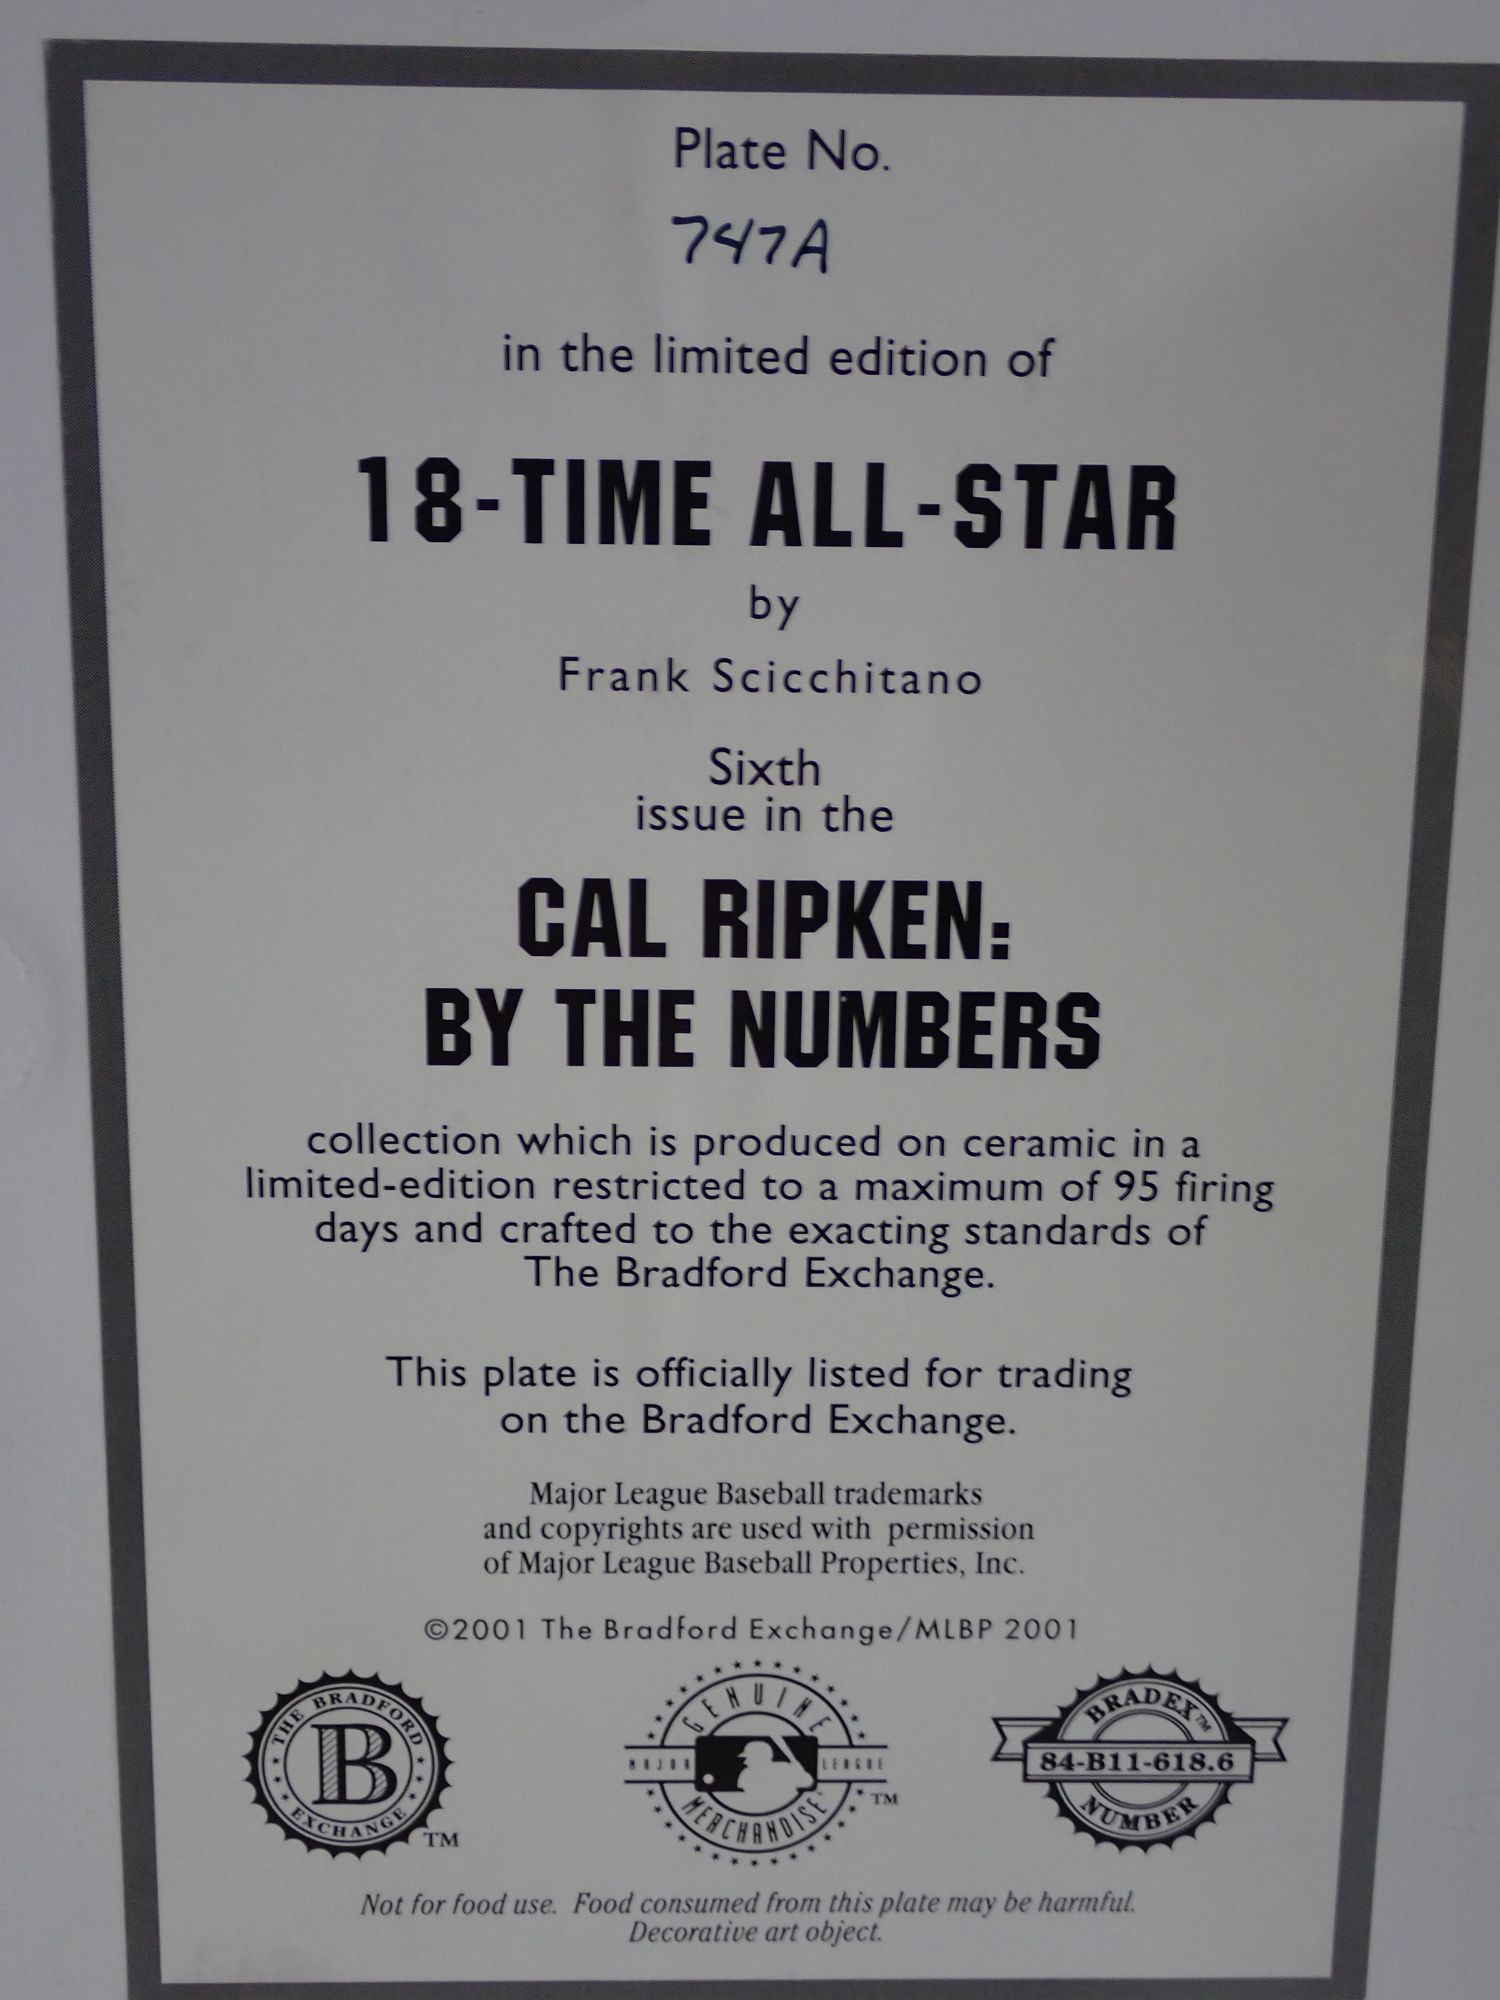 Plate No.
747A
in the limited edition of
18-TIME ALL-STAR
by
Frank Scicchitano
Sixth
issue in the
CAL RIPKEN:
BY THE NUMBERS
collection which is produced on ceramic in a
limited-edition restricted to a maximum of 95 firing
days and crafted to the exacting standards of
The Bradford Exchange.
This plate is officially listed for trading
on the Bradford Exchange.
Major League Baseball trademarks
and copyrights are used with permission
of Major League Baseball Properties, Inc.
©2001 The Bradford Exchange/MLBP 2001
THE BRADFORD
B
EXCHANGE
TM
GENUINE
MAJOR LEAGUE
MERCHANDISE
TM
BRADEX™
84-B11-618.6
NUMBER
Not for food use. Food consumed from this plate may be harmful.
Decorative art object.